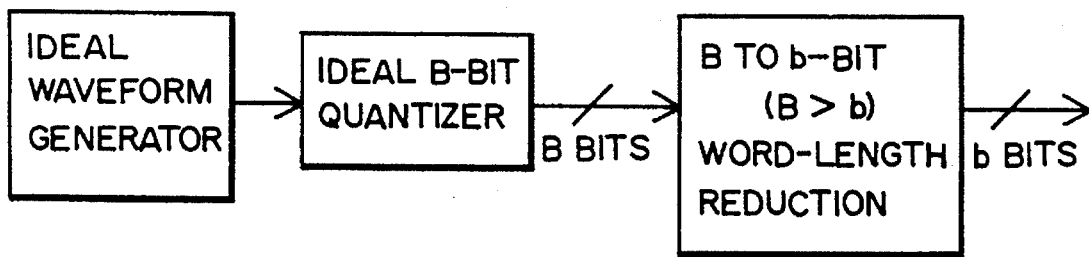 IDEAL
WAVEFORM
GENERATOR
IDEAL B-BIT
QUANTIZER
B BITS
B TO b-BIT
(B > b)
WORD-LENGTH
REDUCTION
b BITS